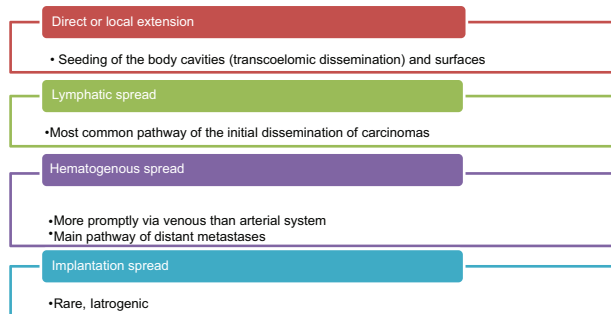 Direct or local extension
• Seeding of the body cavities (transcoelomic dissemination) and surfaces
Lymphatic spread
•Most common pathway of the initial dissemination of carcinomas
Hematogenous spread
•More promptly via venous than arterial system
•Main pathway of distant metastases
Implantation spread
•Rare, Iatrogenic